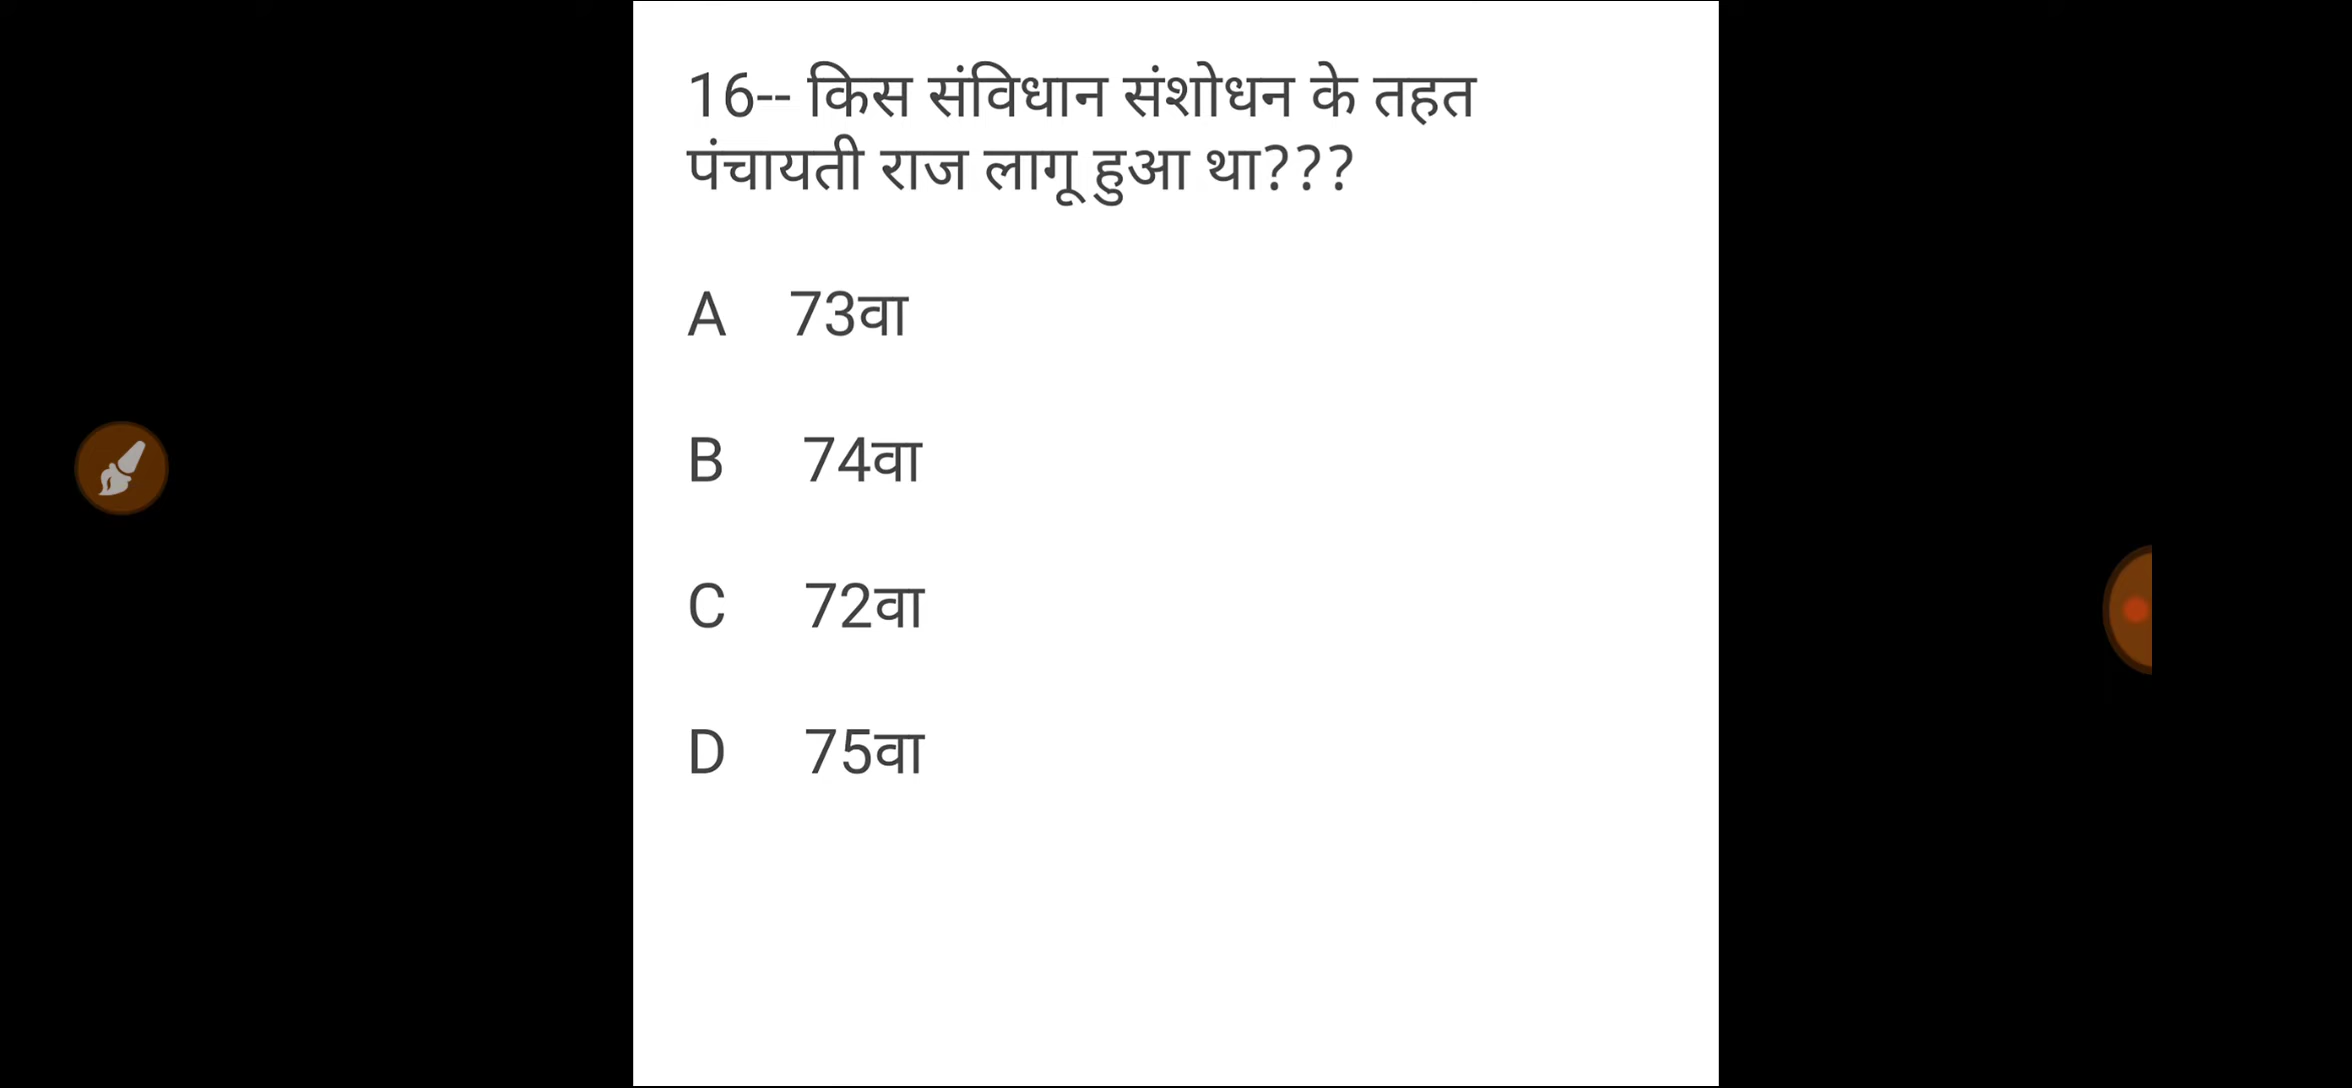 16-- किस संविधान संशोधन के तहत
पंचायती राज लागू हुआ था???
A 73वा
B 74वा
C 72वा
D 75वा